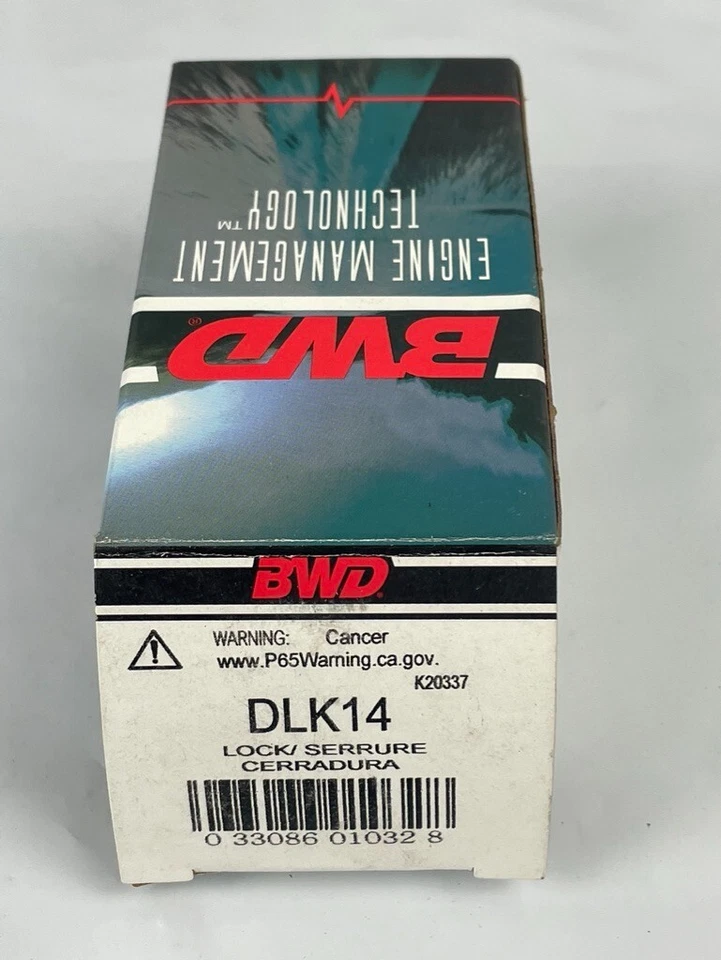 ENGINE MANAGEMENT
TECHNOLOGY™
BWD®
BWD®
WARNING: Cancer
www.P65Warning.ca.gov.
K20337
DLK14
LOCK/ SERRURE
CERRADURA
0 33086 01032 8